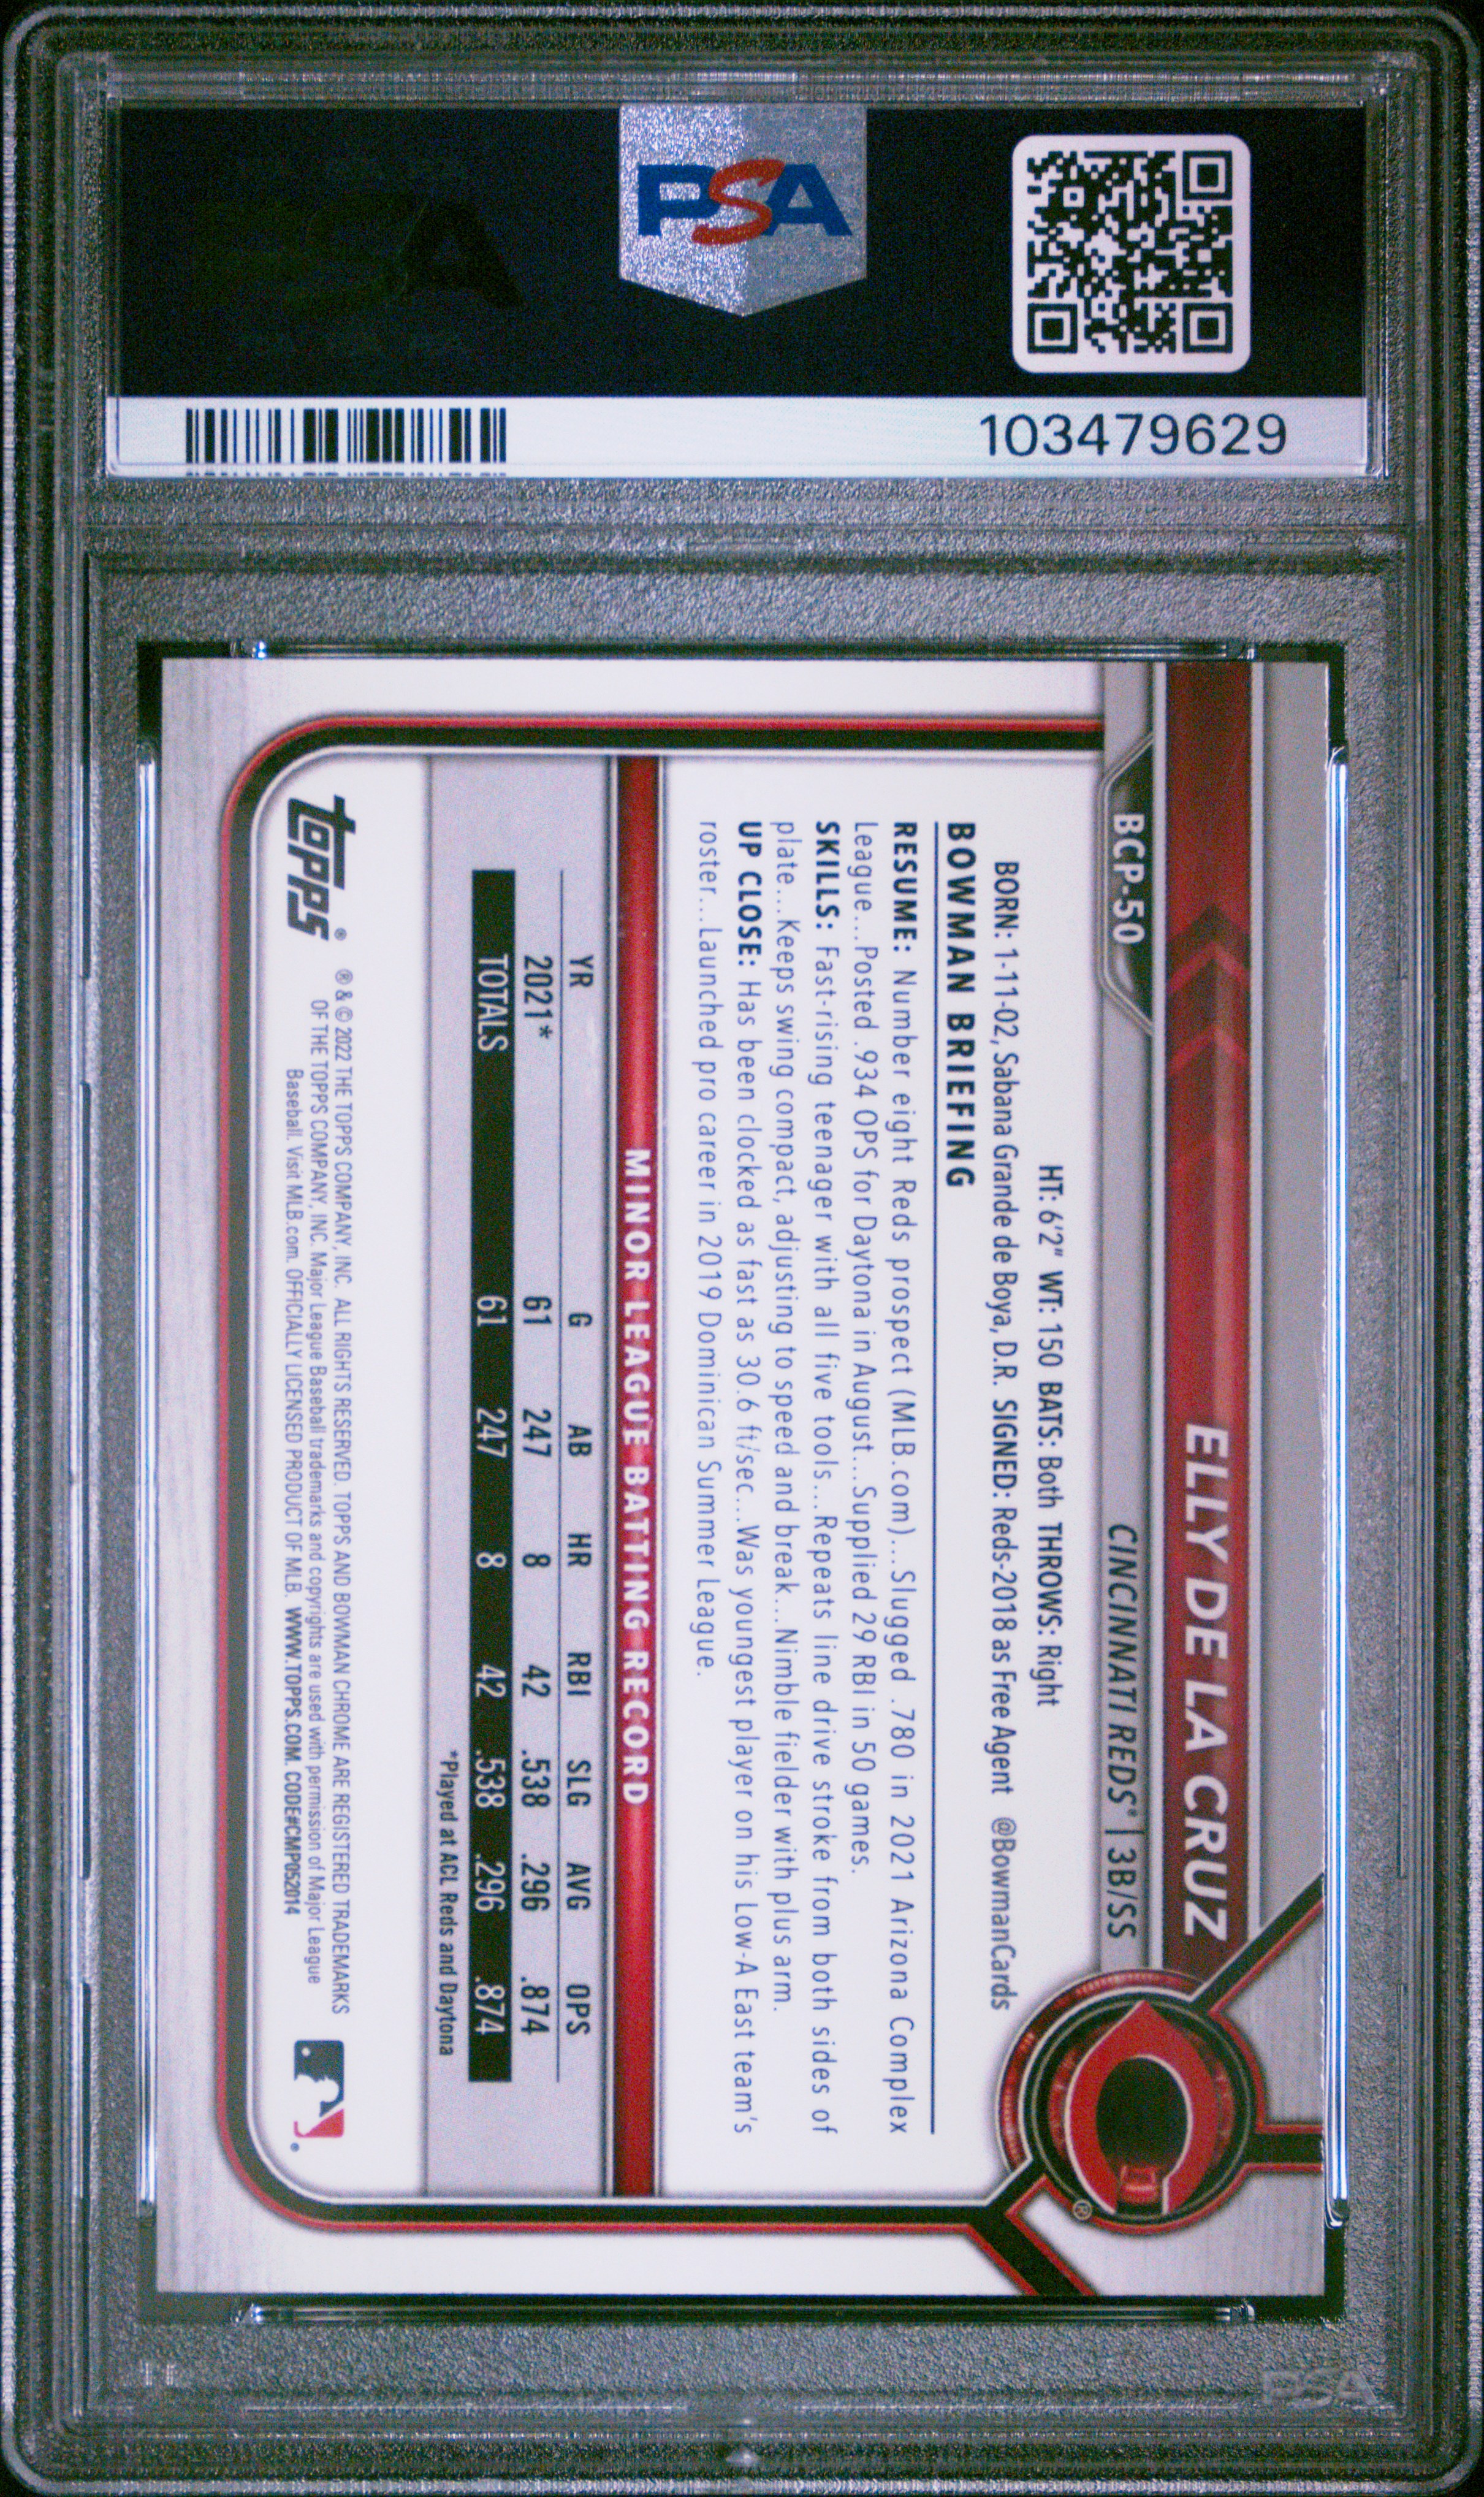 PSA
103479629
ELLY DE LA CRUZ
BCP-50
CINCINNATI REDS® | 3B/SS
HT: 6'2" WT: 150 BATS: Both THROWS: Right
BORN: 1-11-02, Sabana Grande de Boya, D.R. SIGNED: Reds-2018 as Free Agent @BowmanCards
BOWMAN BRIEFING
RESUME: Number eight Reds prospect (MLB.com)...Slugged .780 in 2021 Arizona Complex
League...Posted .934 OPS for Daytona in August...Supplied 29 RBI in 50 games.
SKILLS: Fast-rising teenager with all five tools...Repeats line drive stroke from both sides of
plate...Keeps swing compact, adjusting to speed and break...Nimble fielder with plus arm.
UP CLOSE: Has been clocked as fast as 30.6 ft/sec...Was youngest player on his Low-A East team's
roster...Launched pro career in 2019 Dominican Summer League.
MINOR LEAGUE BATTING RECORD
YR G AB HR RBI SLG AVG OPS
2021* 61 247 8 42 .538 .296 .874
TOTALS 61 247 8 42 .538 .296 .874
*Played at ACL Reds and Daytona
topps®
® & © 2022 THE TOPPS COMPANY, INC. ALL RIGHTS RESERVED. TOPPS AND BOWMAN CHROME ARE REGISTERED TRADEMARKS
OF THE TOPPS COMPANY, INC. Major League Baseball trademarks and copyrights are used with permission of Major League
Baseball. Visit MLB.com. OFFICIALLY LICENSED PRODUCT OF MLB. WWW.TOPPS.COM. CODE#CMP052014
®
®
PSA